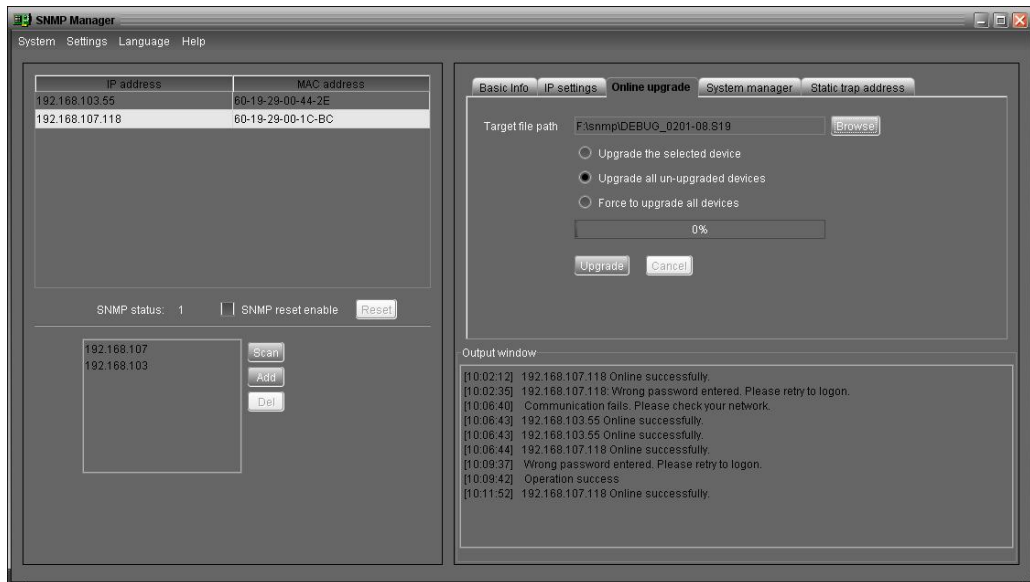 SNMP Manager
System Settings Language Help
IP address MAC address
192.168.103.55 60-19-29-00-44-2E
192.168.107.118 60-19-29-00-1C-BC
SNMP status: 1 SNMP reset enable Reset
192.168.107
192.168.103
Scan
Add
Del
Basic Info IP settings Online upgrade System manager Static trap address
Target file path F:\snmp\DEBUG_0201-08.S19 Browse
Upgrade the selected device
Upgrade all un-upgraded devices
Force to upgrade all devices
0%
Upgrade Cancel
Output window
[10:02:12] 192.168.107.118 Online successfully.
[10:02:35] 192.168.107.118: Wrong password entered. Please retry to logon.
[10:06:40] Communication fails. Please check your network.
[10:06:43] 192.168.103.55 Online successfully.
[10:06:43] 192.168.103.55 Online successfully.
[10:06:44] 192.168.107.118 Online successfully.
[10:09:37] Wrong password entered. Please retry to logon.
[10:09:42] Operation success
[10:11:52] 192.168.107.118 Online successfully.